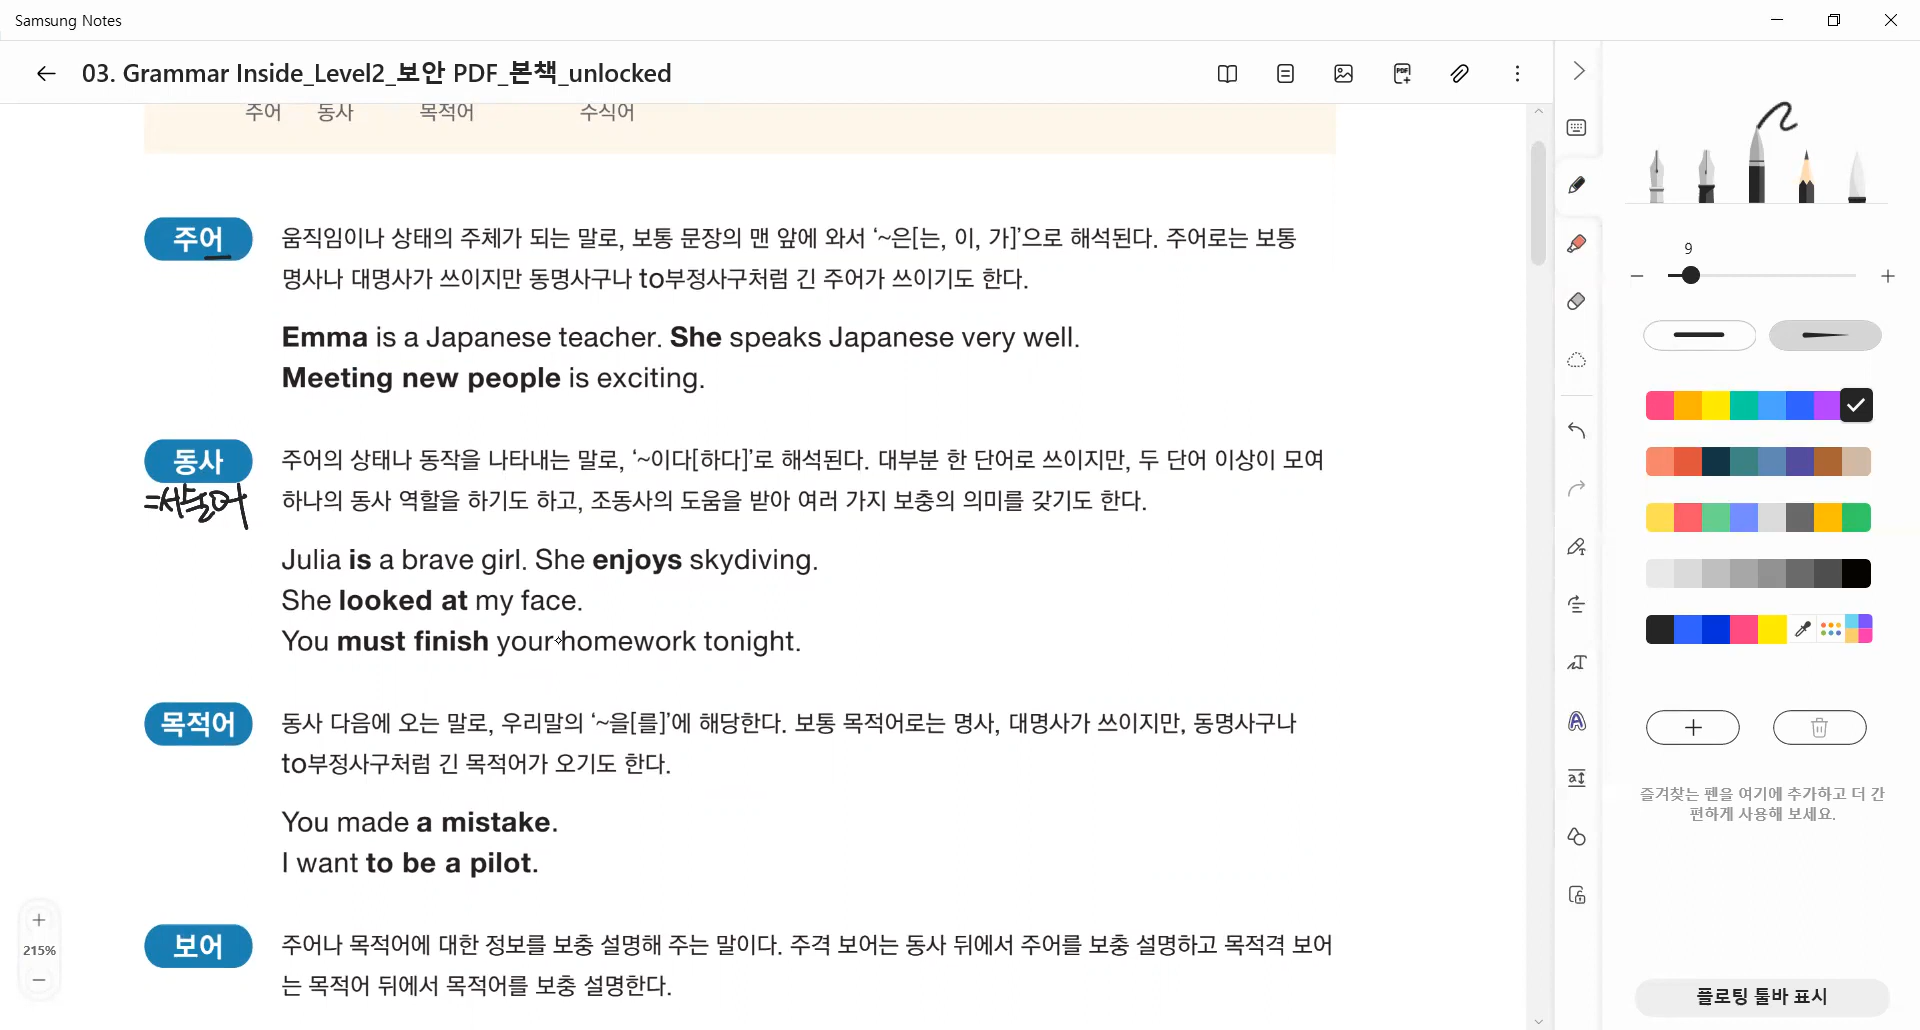 Samsung Notes
03. Grammar Inside_Level2_보안 PDF_본책_unlocked
주어 동사 목적어 수식어
주어
움직임이나 상태의 주체가 되는 말로, 보통 문장의 맨 앞에 와서 ‘~은[는, 이, 가]’으로 해석된다. 주어로는 보통
명사나 대명사가 쓰이지만 동명사구나 to부정사구처럼 긴 주어가 쓰이기도 한다.
Emma is a Japanese teacher. She speaks Japanese very well.
Meeting new people is exciting.
동사
=서술어
주어의 상태나 동작을 나타내는 말로, ‘~이다[하다]’로 해석된다. 대부분 한 단어로 쓰이지만, 두 단어 이상이 모여
하나의 동사 역할을 하기도 하고, 조동사의 도움을 받아 여러 가지 보충의 의미를 갖기도 한다.
Julia is a brave girl. She enjoys skydiving.
She looked at my face.
You must finish your homework tonight.
목적어
동사 다음에 오는 말로, 우리말의 ‘~을[를]’에 해당한다. 보통 목적어로는 명사, 대명사가 쓰이지만, 동명사구나
to부정사구처럼 긴 목적어가 오기도 한다.
You made a mistake.
I want to be a pilot.
보어
주어나 목적어에 대한 정보를 보충 설명해 주는 말이다. 주격 보어는 동사 뒤에서 주어를 보충 설명하고 목적격 보어
는 목적어 뒤에서 목적어를 보충 설명한다.
215%
9
즐겨찾는 펜을 여기에 추가하고 더 간
편하게 사용해 보세요.
플로팅 툴바 표시